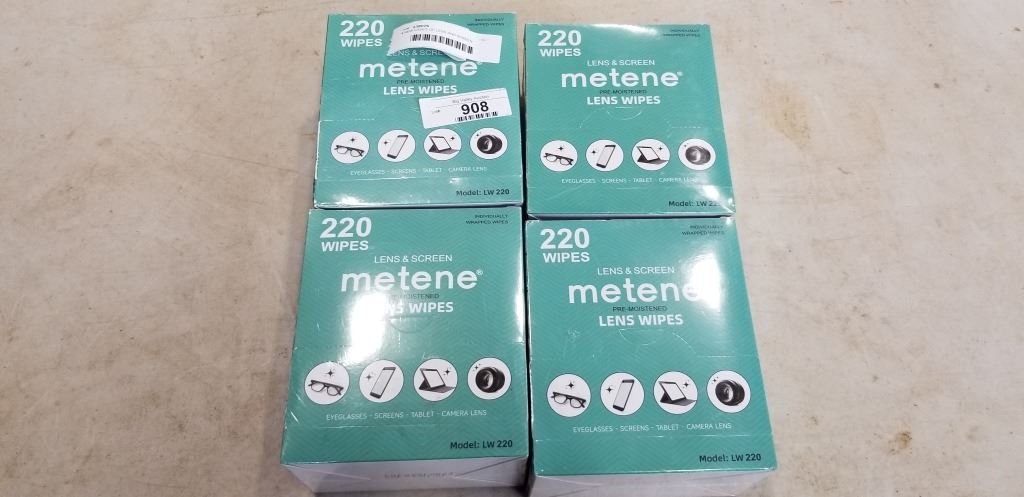 220
WIPES
INDIVIDUALLY
WRAPPED WIPES
LENS & SCREEN
metene
PRE-MOISTENED
LENS WIPES
908
EYEGLASSES - SCREENS - TABLET - CAMERA LENS
Model: LW 220
220
WIPES
INDIVIDUALLY
WRAPPED WIPES
LENS & SCREEN
metene®
PRE-MOISTENED
LENS WIPES
EYEGLASSES - SCREENS - TABLET - CAMERA LENS
Model: LW 220
220
WIPES
INDIVIDUALLY
WRAPPED WIPES
LENS & SCREEN
metene®
PRE-MOISTENED
LENS WIPES
EYEGLASSES - SCREENS - TABLET - CAMERA LENS
Model: LW 220
220
WIPES
INDIVIDUALLY
WRAPPED WIPES
LENS & SCREEN
metene
PRE-MOISTENED
LENS WIPES
EYEGLASSES - SCREENS - TABLET - CAMERA LENS
Model: LW 220